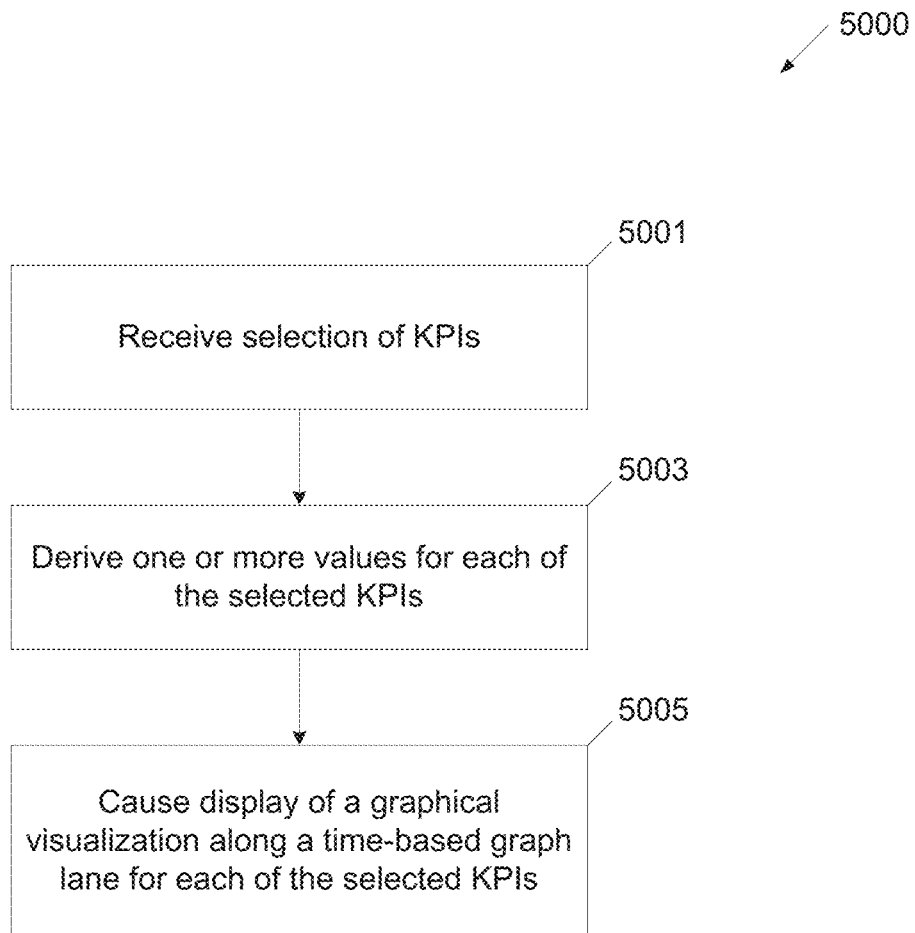 5000
5001
Receive selection of KPIs
5003
Derive one or more values for each of
the selected KPIs
5005
Cause display of a graphical
visualization along a time-based graph
lane for each of the selected KPIs